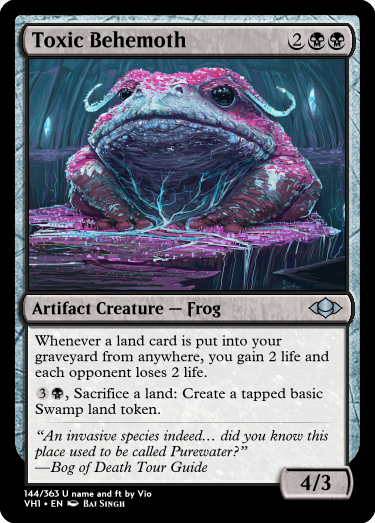 Toxic Behemoth 2
Artifact Creature — Frog
Whenever a land card is put into your
graveyard from anywhere, you gain 2 life and
each opponent loses 2 life.
3 , Sacrifice a land: Create a tapped basic
Swamp land token.
“An invasive species indeed… did you know this
place used to be called Purewater?”
—Bog of Death Tour Guide
4/3
144/363 U name and ft by Vio
VH1 • EN Baj Singh